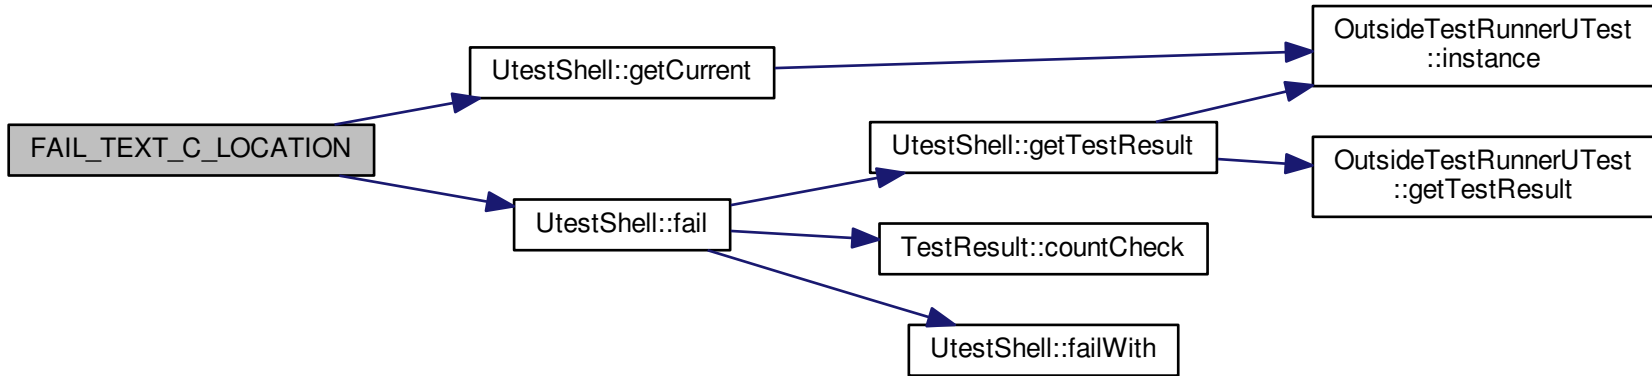 FAIL_TEXT_C_LOCATION
UtestShell::getCurrent
UtestShell::fail
UtestShell::getTestResult
TestResult::countCheck
UtestShell::failWith
OutsideTestRunnerUTest
::instance
OutsideTestRunnerUTest
::getTestResult